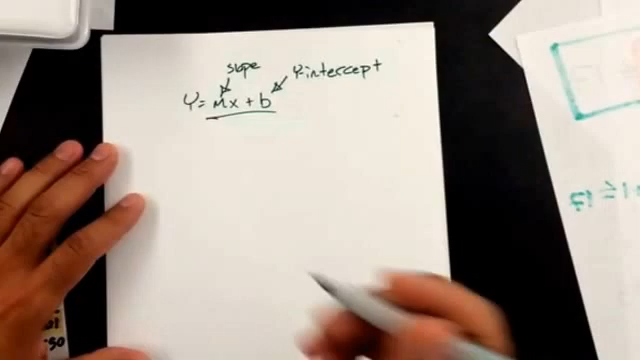 slope
Y-intercept
Y = mx + b